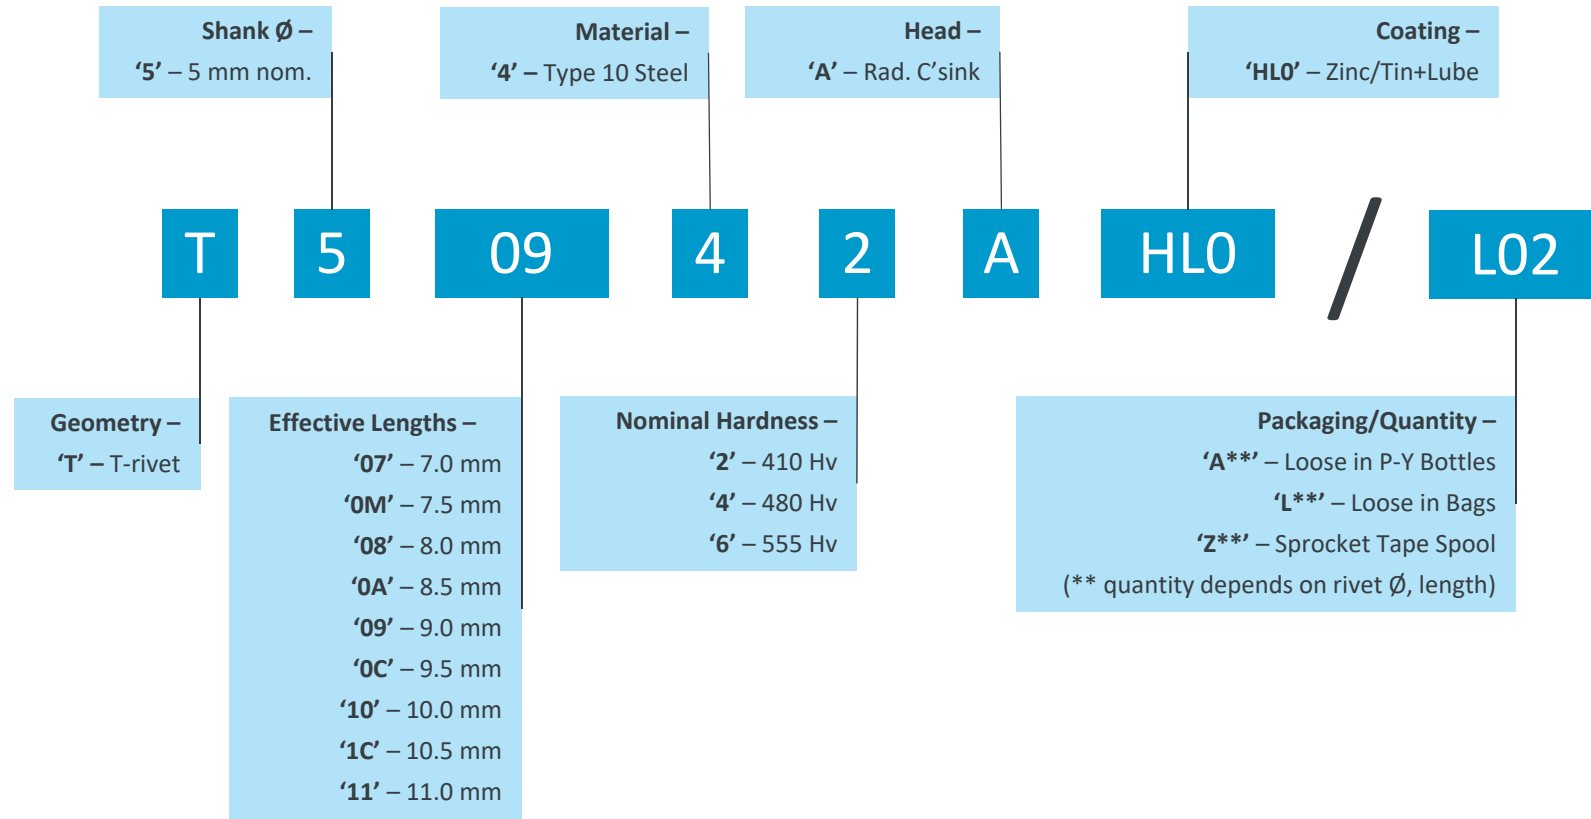 Shank Ø –
‘5’ – 5 mm nom.
Material –
‘4’ – Type 10 Steel
Head –
‘A’ – Rad. C’sink
Coating –
‘HL0’ – Zinc/Tin+Lube
T 5 09 4 2 A HL0 / L02
Geometry –
‘T’ – T-rivet
Effective Lengths –
‘07’ – 7.0 mm
‘0M’ – 7.5 mm
‘08’ – 8.0 mm
‘0A’ – 8.5 mm
‘09’ – 9.0 mm
‘0C’ – 9.5 mm
‘10’ – 10.0 mm
‘1C’ – 10.5 mm
‘11’ – 11.0 mm
Nominal Hardness –
‘2’ – 410 Hv
‘4’ – 480 Hv
‘6’ – 555 Hv
Packaging/Quantity –
‘A**’ – Loose in P-Y Bottles
‘L**’ – Loose in Bags
‘Z**’ – Sprocket Tape Spool
(** quantity depends on rivet Ø, length)